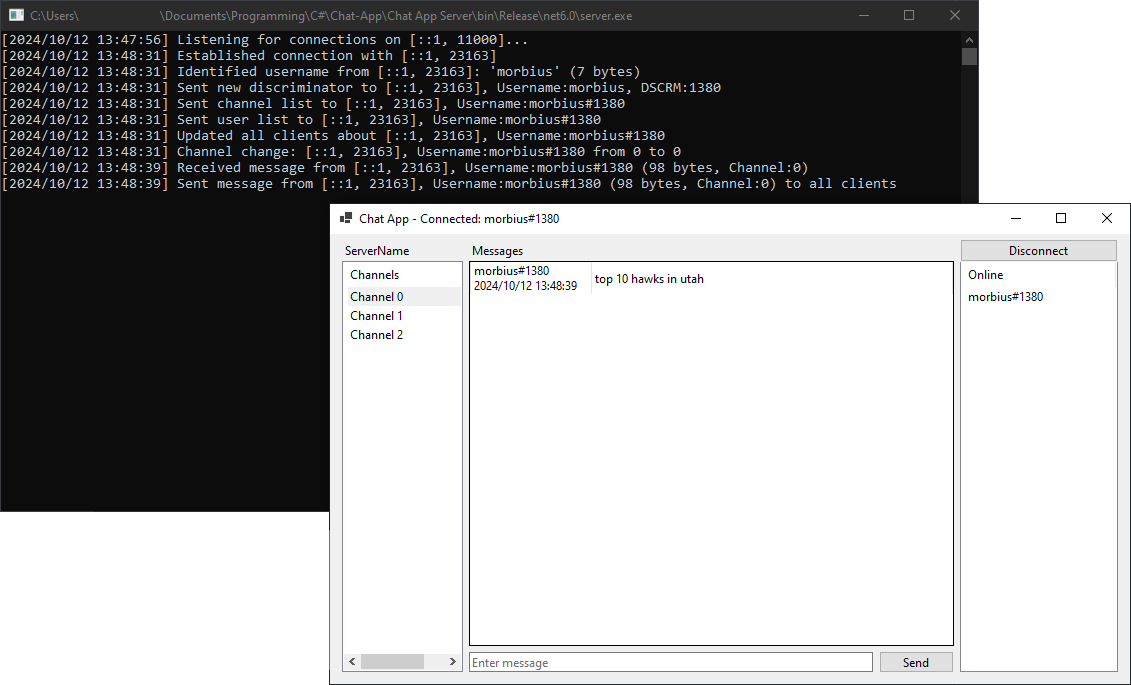 C:\Users\ \Documents\Programming\C#\Chat-App\Chat App Server\bin\Release\net6.0\server.exe
[2024/10/12 13:47:56] Listening for connections on [::1, 11000]...
[2024/10/12 13:48:31] Established connection with [::1, 23163]
[2024/10/12 13:48:31] Identified username from [::1, 23163]: 'morbius' (7 bytes)
[2024/10/12 13:48:31] Sent new discriminator to [::1, 23163], Username:morbius, DSCRM:1380
[2024/10/12 13:48:31] Sent channel list to [::1, 23163], Username:morbius#1380
[2024/10/12 13:48:31] Sent user list to [::1, 23163], Username:morbius#1380
[2024/10/12 13:48:31] Updated all clients about [::1, 23163], Username:morbius#1380
[2024/10/12 13:48:31] Channel change: [::1, 23163], Username:morbius#1380 from 0 to 0
[2024/10/12 13:48:39] Received message from [::1, 23163], Username:morbius#1380 (98 bytes, Channel:0)
[2024/10/12 13:48:39] Sent message from [::1, 23163], Username:morbius#1380 (98 bytes, Channel:0) to all clients
Chat App - Connected: morbius#1380
ServerName
Channels
Channel 0
Channel 1
Channel 2
Messages
morbius#1380
2024/10/12 13:48:39
top 10 hawks in utah
Enter message
Send
Disconnect
Online
morbius#1380